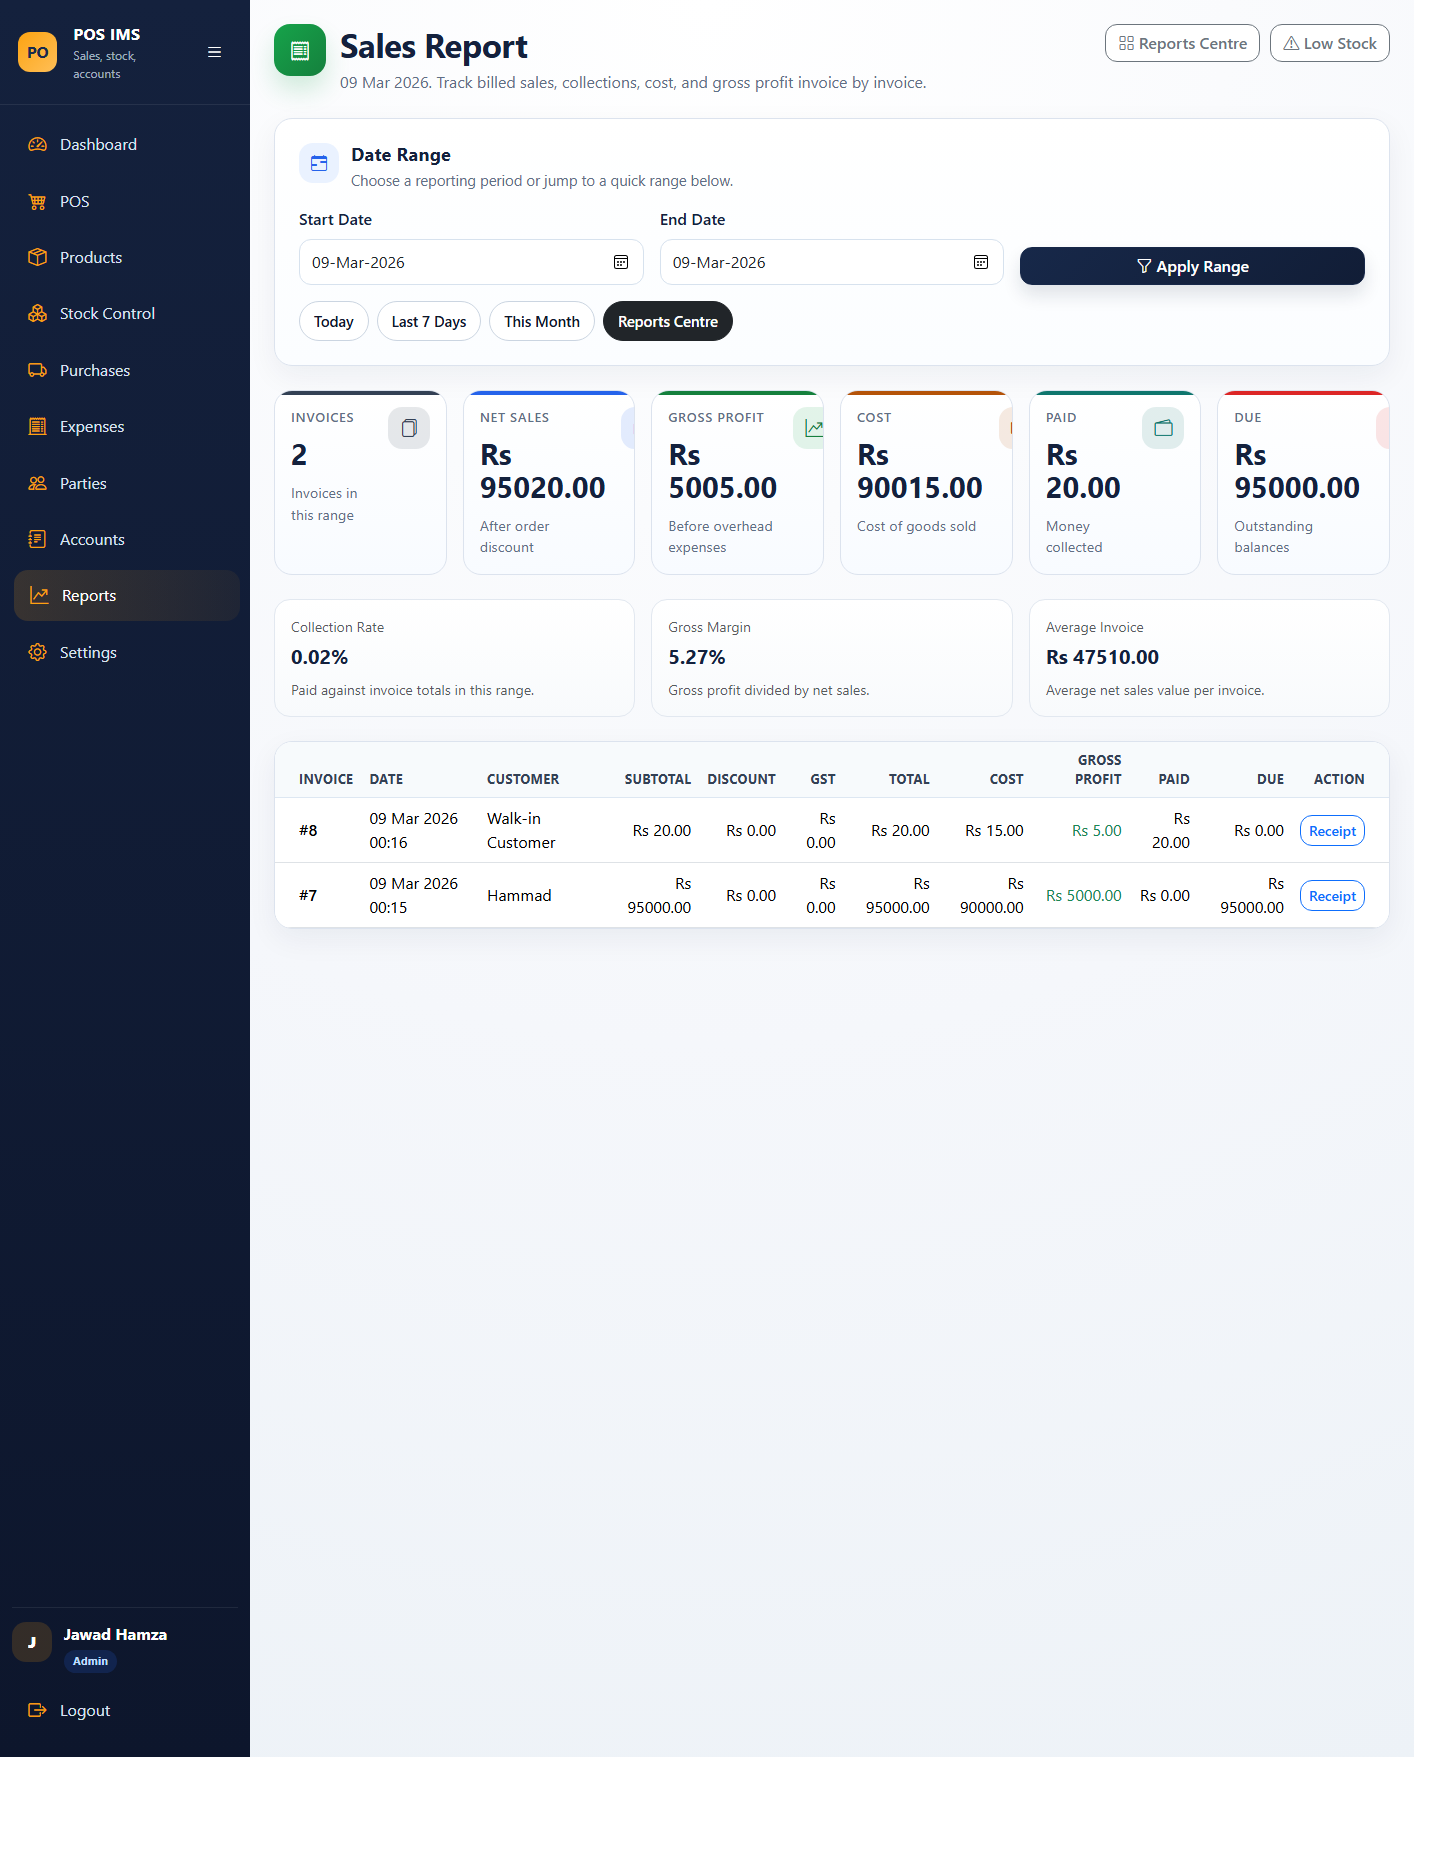 PO
POS IMS
Sales, stock,
accounts
Dashboard
POS
Products
Stock Control
Purchases
Expenses
Parties
Accounts
Reports
Settings
J
Jawad Hamza
Admin
Logout
Sales Report
09 Mar 2026. Track billed sales, collections, cost, and gross profit invoice by invoice.
Reports Centre
Low Stock
Date Range
Choose a reporting period or jump to a quick range below.
Start Date
09-Mar-2026
End Date
09-Mar-2026
Apply Range
Today
Last 7 Days
This Month
Reports Centre
INVOICES
2
Invoices in
this range
NET SALES
Rs
95020.00
After order
discount
GROSS PROFIT
Rs
5005.00
Before overhead
expenses
COST
Rs
90015.00
Cost of goods sold
PAID
Rs
20.00
Money
collected
DUE
Rs
95000.00
Outstanding
balances
Collection Rate
0.02%
Paid against invoice totals in this range.
Gross Margin
5.27%
Gross profit divided by net sales.
Average Invoice
Rs 47510.00
Average net sales value per invoice.
INVOICE DATE CUSTOMER SUBTOTAL DISCOUNT GST TOTAL COST GROSS PROFIT PAID DUE ACTION
#8 09 Mar 2026 00:16 Walk-in Customer Rs 20.00 Rs 0.00 Rs 0.00 Rs 20.00 Rs 15.00 Rs 5.00 Rs 20.00 Rs 0.00 Receipt
#7 09 Mar 2026 00:15 Hammad Rs 95000.00 Rs 0.00 Rs 0.00 Rs 95000.00 Rs 90000.00 Rs 5000.00 Rs 0.00 Rs 95000.00 Receipt